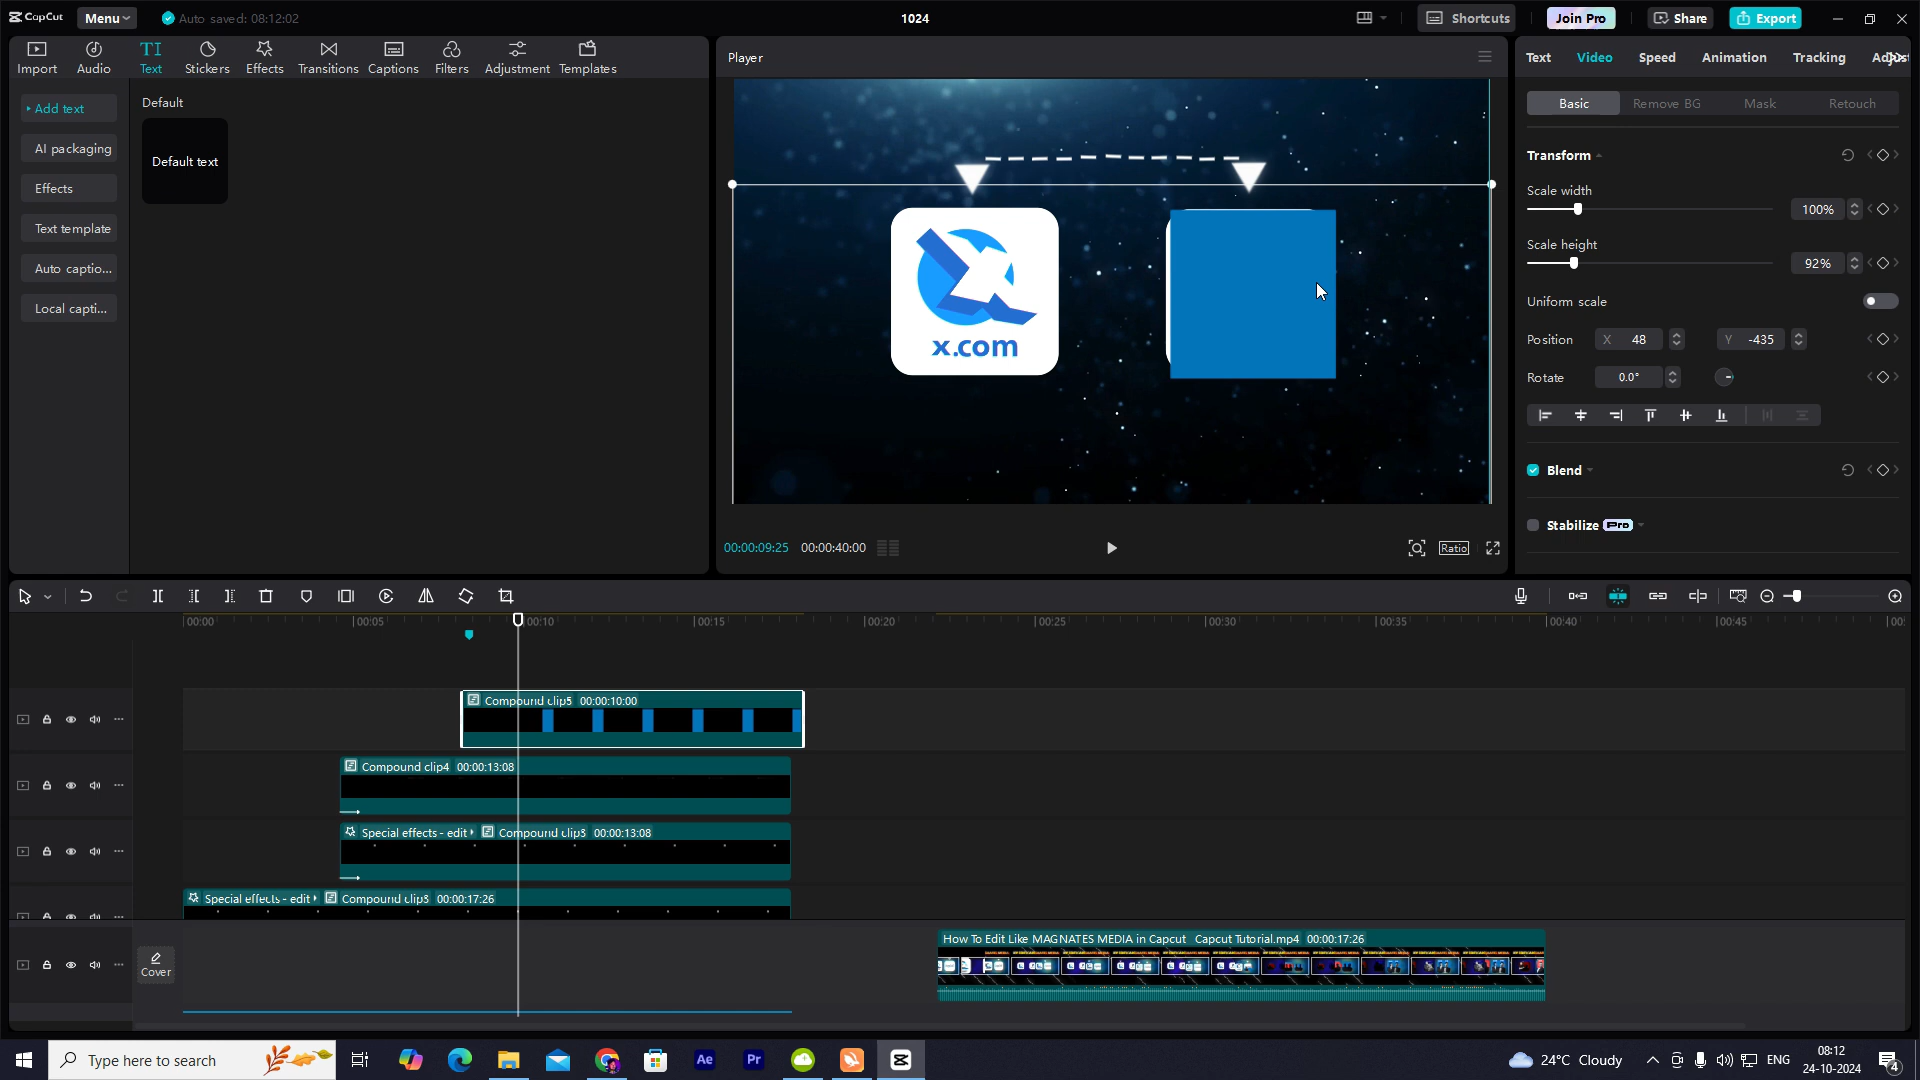 CapCut Menu Auto saved: 08:12:02 1024 Shortcuts Join Pro Share Export
Import Audio Text Stickers Effects Transitions Captions Filters Adjustment Templates
Add text
AI packaging
Effects
Text template
Auto captio...
Local capti...
Default
Default text
Player
x.com
00:00:09:25 00:00:40:00 Ratio
Text Video Speed Animation Tracking Adjust
Basic Remove BG Mask Retouch
Transform
Scale width
100%
Scale height
92%
Uniform scale
Position X 48 Y -435
Rotate 0.0°
Blend
Stabilize Pro
00:00 00:05 00:10 00:15 00:20 00:25 00:30 00:35 00:40 00:45 00:
Compound clip5 00:00:10:00
Compound clip4 00:00:13:08
Special effects - edit Compound clip3 00:00:13:08
Special effects - edit Compound clip3 00:00:17:26
Cover
How To Edit Like MAGNATES MEDIA in Capcut Capcut Tutorial.mp4 00:00:17:26
Type here to search
Ae Pr
24°C Cloudy ENG
08:12
24-10-2024
4